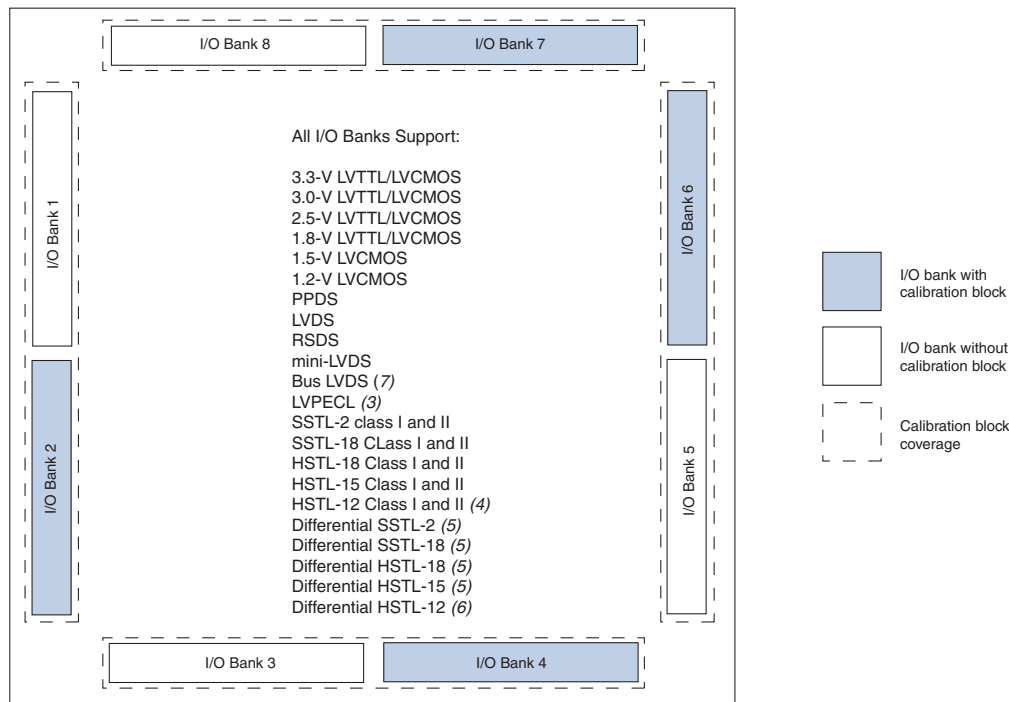 I/O Bank 8
I/O Bank 7
I/O Bank 1
I/O Bank 2
All I/O Banks Support:
3.3-V LVTTL/LVCMOS
3.0-V LVTTL/LVCMOS
2.5-V LVTTL/LVCMOS
1.8-V LVTTL/LVCMOS
1.5-V LVCMOS
1.2-V LVCMOS
PPDS
LVDS
RSDS
mini-LVDS
Bus LVDS (7)
LVPECL (3)
SSTL-2 class I and II
SSTL-18 CLass I and II
HSTL-18 Class I and II
HSTL-15 Class I and II
HSTL-12 Class I and II (4)
Differential SSTL-2 (5)
Differential SSTL-18 (5)
Differential HSTL-18 (5)
Differential HSTL-15 (5)
Differential HSTL-12 (6)
I/O Bank 6
I/O Bank 5
I/O Bank 3
I/O Bank 4
I/O bank with
calibration block
I/O bank without
calibration block
Calibration block
coverage